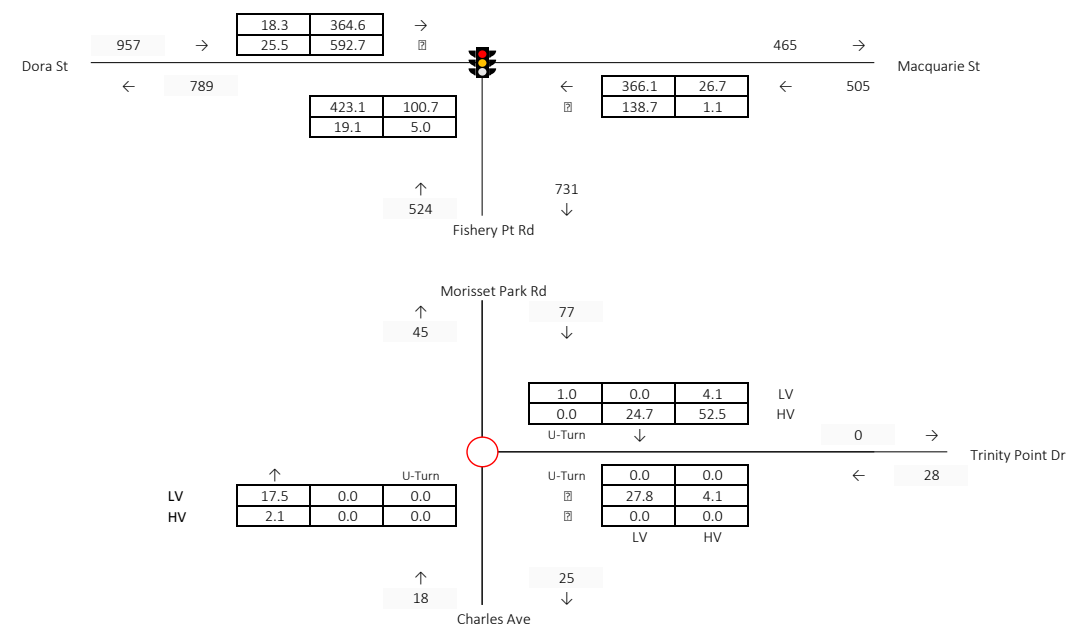 18.3 364.6 →
957 → 25.5 592.7 ⍰ 465 →
Dora St Macquarie St
← 789 ← 366.1 26.7 ← 505
423.1 100.7 ⍰ 138.7 1.1
19.1 5.0
↑ 731
524 ↓
Fishery Pt Rd
Morisset Park Rd
↑ 77
45 ↓
1.0 0.0 4.1 LV
0.0 24.7 52.5 HV
U-Turn ↓ 0 →
Trinity Point Dr
↑ U-Turn U-Turn 0.0 0.0 ← 28
LV 17.5 0.0 0.0 ⍰ 27.8 4.1
HV 2.1 0.0 0.0 ⍰ 0.0 0.0
LV HV
↑ 25
18 ↓
Charles Ave